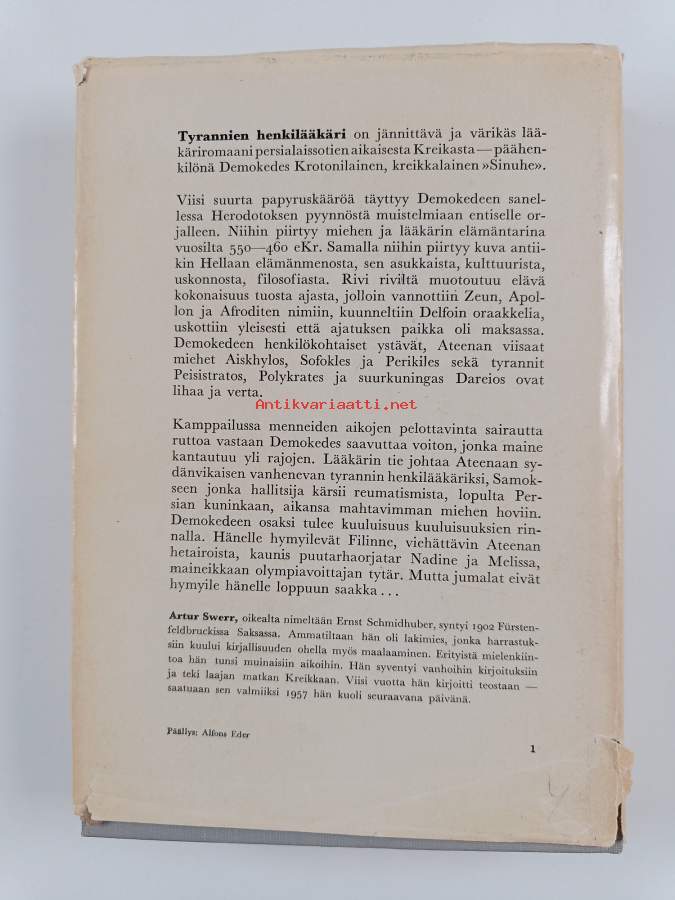 Tyrannien henkilääkäri on jännittävä ja värikäs lää-
käriromaani persialaissotien aikaisesta Kreikasta — päähen-
kilönä Demokedes Krotonilainen, kreikkalainen »Sinuhe».
Viisi suurta papyruskääröä täyttyy Demokedeen sanel-
lessa Herodotoksen pyynnöstä muistelmiaan entiselle or-
jalleen. Niihin piirtyy miehen ja lääkärin elämäntarina
vuosilta 550—460 eKr. Samalla niihin piirtyy kuva antii-
kin Hellaan elämänmenosta, sen asukkaista, kulttuurista,
uskonnosta, filosofiasta. Rivi riviltä muotoutuu elävä
kokonaisuus tuosta ajasta, jolloin vannottiin Zeun, Apol-
lon ja Afroditen nimiin, kuunneltiin Delfoin oraakkelia,
uskottiin yleisesti että ajatuksen paikka oli maksassa.
Demokedeen henkilökohtaiset ystävät, Ateenan viisaat
miehet Aiskhylos, Sofokles ja Perikiles sekä tyrannit
Peisistratos, Polykrates ja suurkuningas Dareios ovat
lihaa ja verta.
Antikvariaatti.net
Kamppailussa menneiden aikojen pelottavinta sairautta
ruttoa vastaan Demokedes saavuttaa voiton, jonka maine
kantautuu yli rajojen. Lääkärin tie johtaa Ateenaan sy-
dänvikaisen vanhenevan tyrannin henkilääkäriksi, Samok-
seen jonka hallitsija kärsii reumatismista, lopulta Per-
sian kuninkaan, aikansa mahtavimman miehen hoviin.
Demokedeen osaksi tulee kuuluisuus kuuluisuuksien rin-
nalla. Hänelle hymyilevät Filinne, viehättävin Ateenan
hetairoista, kaunis puutarhaorjatar Nadine ja Melissa,
maineikkaan olympiavoittajan tytär. Mutta jumalat eivät
hymyile hänelle loppuun saakka . . .
Artur Swerr, oikealta nimeltään Ernst Schmidhuber, syntyi 1902 Fürsten-
feldbruckissa Saksassa. Ammatiltaan hän oli lakimies, jonka harrastuk-
siin kuului kirjallisuuden ohella myös maalaaminen. Erityistä mielenkiin-
toa hän tunsi muinaisiin aikoihin. Hän syventyi vanhoihin kirjoituksiin
ja teki laajan matkan Kreikkaan. Viisi vuotta hän kirjoitti teostaan —
saatuaan sen valmiiksi 1957 hän kuoli seuraavana päivänä.
Päällys: Alfons Eder
1